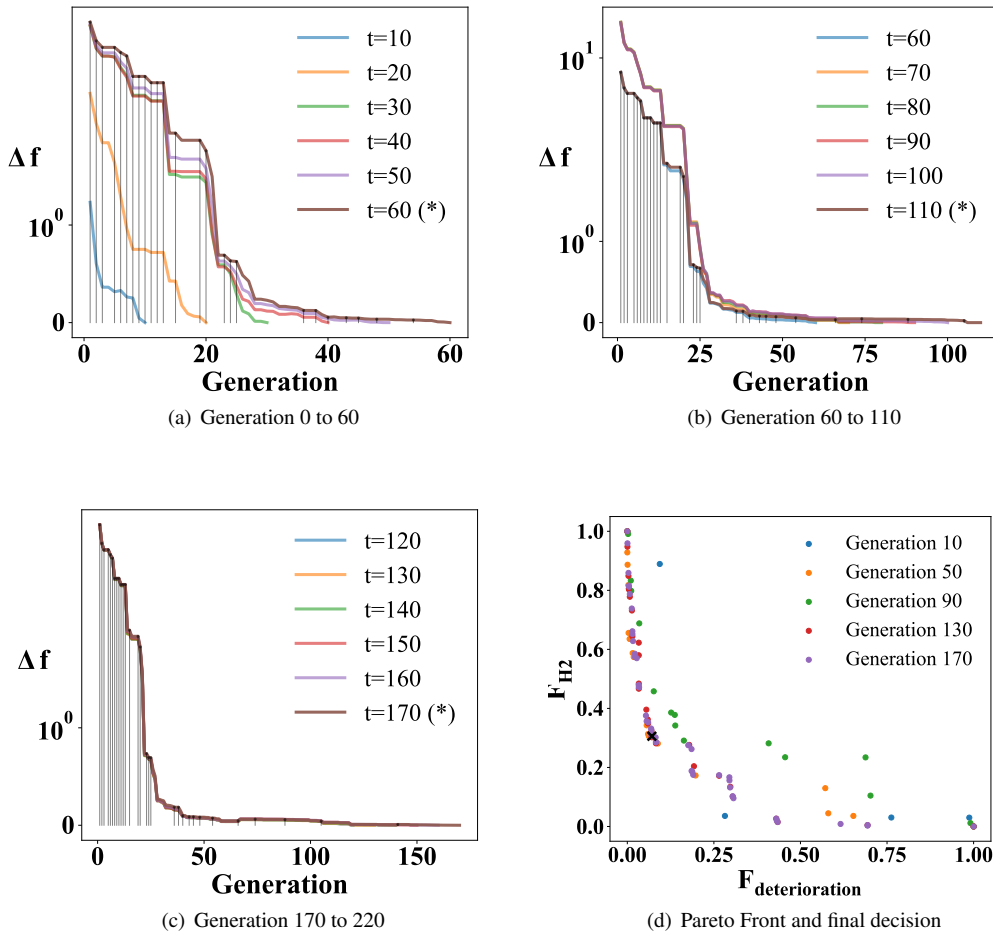 t=10
t=20
t=30
t=40
t=50
t=60 (*)
Δ f
10⁰
0
0 20 40 60
Generation
(a) Generation 0 to 60
t=60
t=70
t=80
t=90
t=100
t=110 (*)
10¹
Δ f
10⁰
0
0 25 50 75 100
Generation
(b) Generation 60 to 110
t=120
t=130
t=140
t=150
t=160
t=170 (*)
Δ f
10⁰
0
0 50 100 150
Generation
(c) Generation 170 to 220
Generation 10
Generation 50
Generation 90
Generation 130
Generation 170
F_H2
1.0
0.8
0.6
0.4
0.2
0.0
0.00 0.25 0.50 0.75 1.00
F_deterioration
(d) Pareto Front and final decision